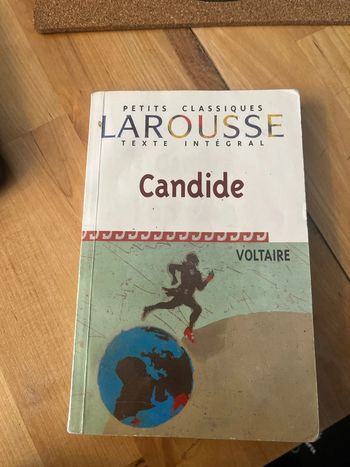 PETITS CLASSIQUES
LAROUSSE
TEXTE INTÉGRAL
Candide
VOLTAIRE